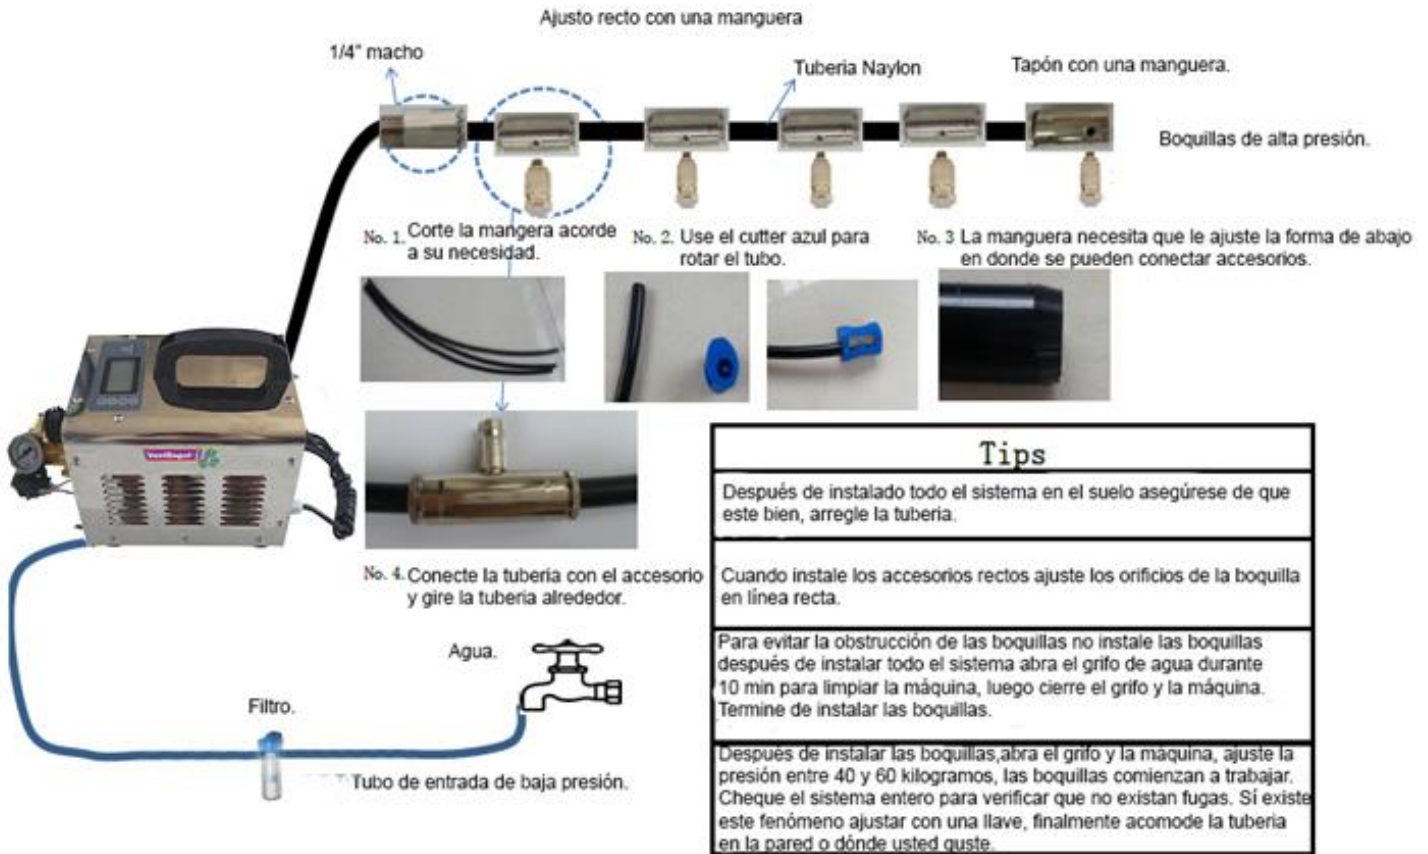 Ajusto recto con una manguera
1/4" macho
Tuberia Naylon
Tapón con una manguera.
Boquillas de alta presión.
No. 1. Corte la mangera acorde
a su necesidad.
No. 2. Use el cutter azul para
rotar el tubo.
No. 3 La manguera necesita que le ajuste la forma de abajo
en donde se pueden conectar accesorios.
No. 4. Conecte la tuberia con el accesorio
y gire la tuberia alrededor.
Agua.
Filtro.
Tubo de entrada de baja presión.
Tips
Después de instalado todo el sistema en el suelo asegúrese de que
este bien, arregle la tuberia.
Cuando instale los accesorios rectos ajuste los orificios de la boquilla
en línea recta.
Para evitar la obstrucción de las boquillas no instale las boquillas
después de instalar todo el sistema abra el grifo de agua durante
10 min para limpiar la máquina, luego cierre el grifo y la máquina.
Termine de instalar las boquillas.
Después de instalar las boquillas,abra el grifo y la máquina, ajuste la
presión entre 40 y 60 kilogramos, las boquillas comienzan a trabajar.
Cheque el sistema entero para verificar que no existan fugas. Sí existe
este fenómeno ajustar con una llave, finalmente acomode la tuberia
en la pared o dónde usted guste.